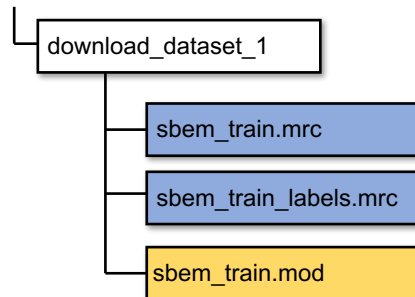 download_dataset_1
sbem_train.mrc
sbem_train_labels.mrc
sbem_train.mod